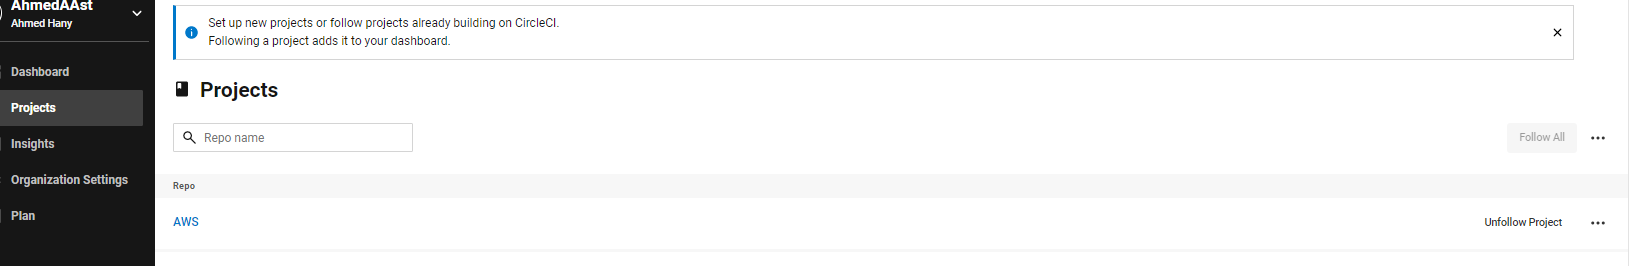 AhmedAAst
Ahmed Hany
Dashboard
Projects
Insights
Organization Settings
Plan
Set up new projects or follow projects already building on CircleCI.
Following a project adds it to your dashboard.
Projects
Repo name
Follow All
Repo
AWS
Unfollow Project